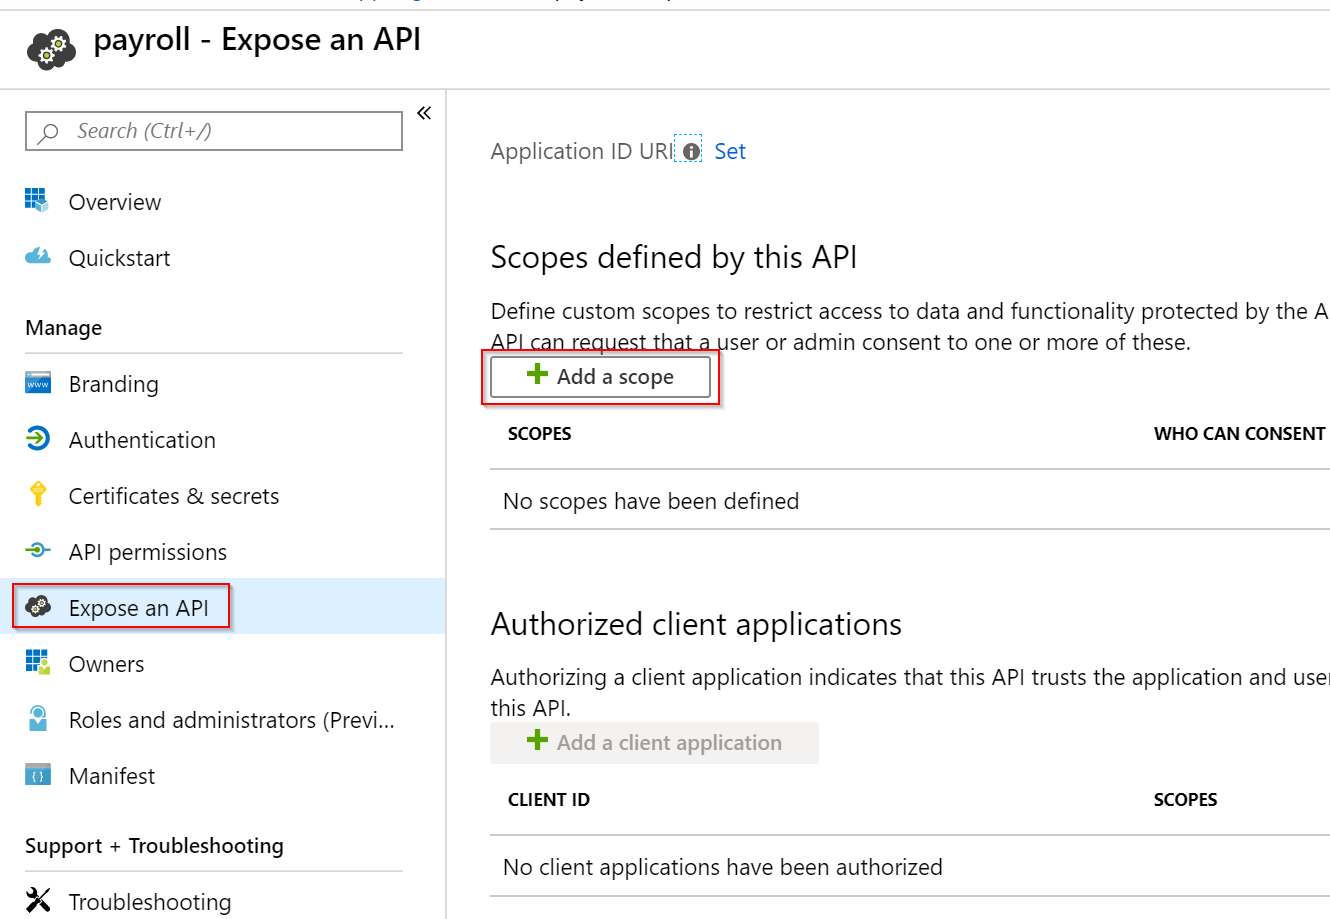 payroll - Expose an API
Search (Ctrl+/)
Overview
Quickstart
Manage
Branding
Authentication
Certificates & secrets
API permissions
Expose an API
Owners
Roles and administrators (Previ...
Manifest
Support + Troubleshooting
Troubleshooting
Application ID URI Set
Scopes defined by this API
Define custom scopes to restrict access to data and functionality protected by the A
API can request that a user or admin consent to one or more of these.
Add a scope
SCOPES WHO CAN CONSENT
No scopes have been defined
Authorized client applications
Authorizing a client application indicates that this API trusts the application and user
this API.
Add a client application
CLIENT ID SCOPES
No client applications have been authorized